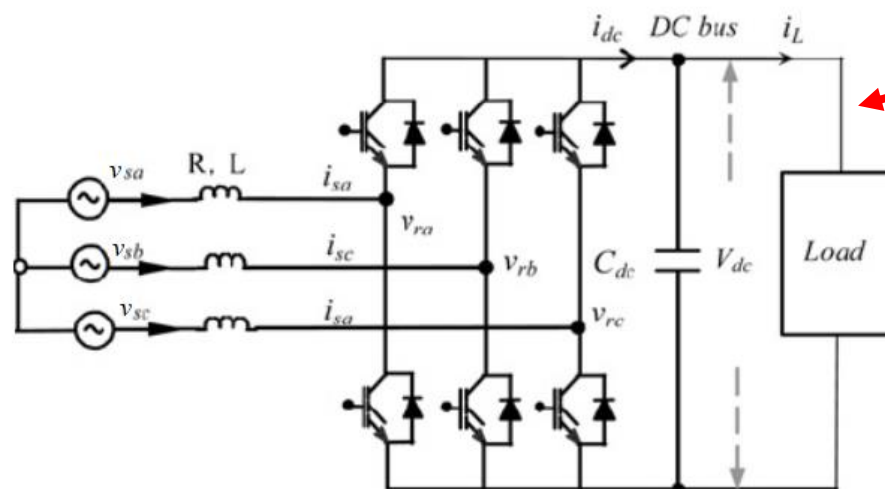 i_dc DC bus i_L
v_sa R, L i_sa
v_ra
v_sb i_sc v_rb C_dc V_dc Load
v_sc i_sa v_rc